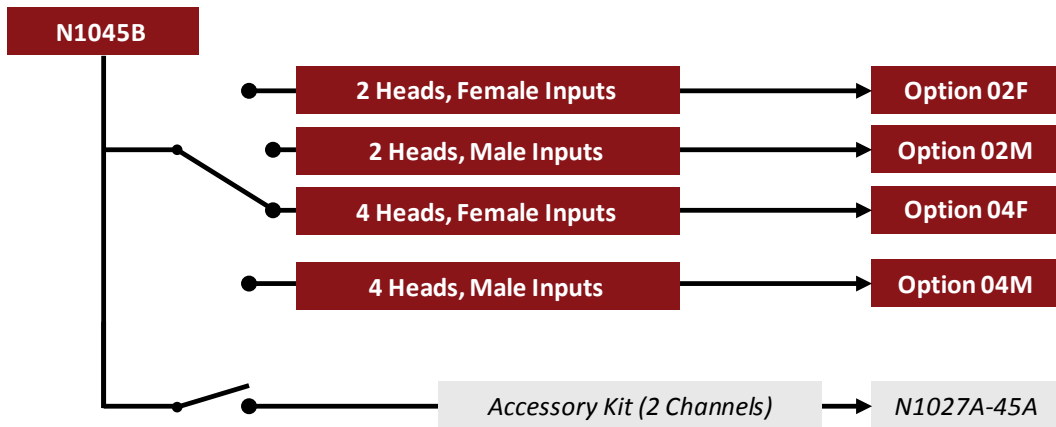 N1045B
2 Heads, Female Inputs
Option 02F
2 Heads, Male Inputs
Option 02M
4 Heads, Female Inputs
Option 04F
4 Heads, Male Inputs
Option 04M
Accessory Kit (2 Channels)
N1027A-45A